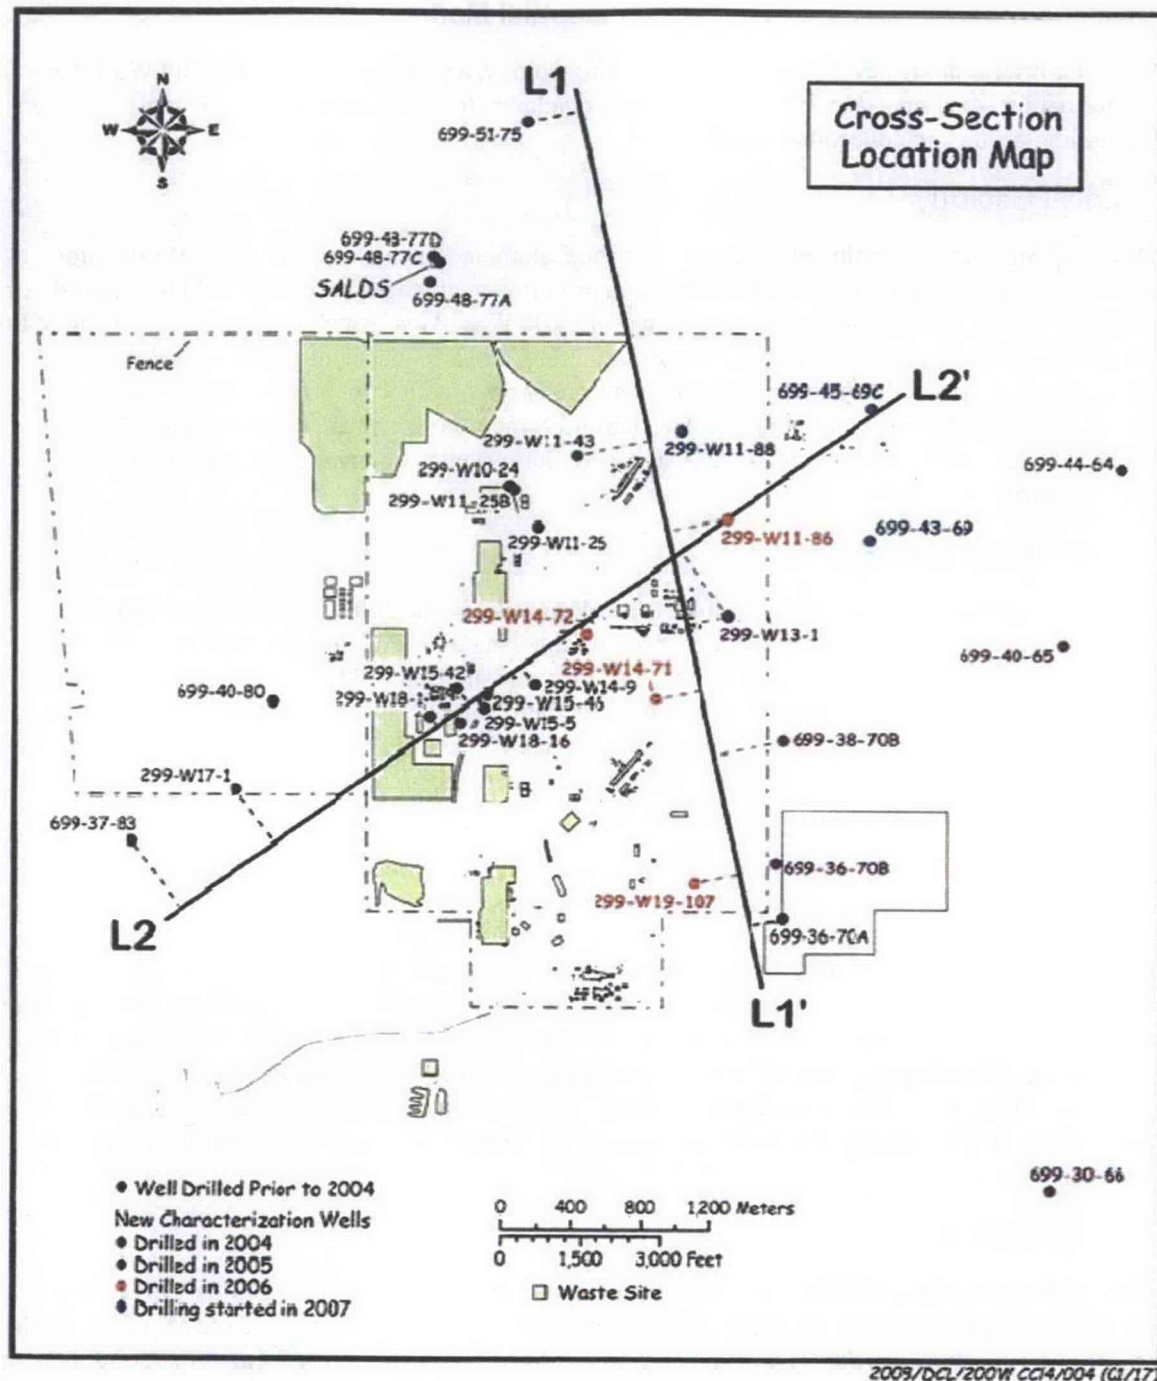 L1
N
W E
S
699-51-75
Cross-Section
Location Map
699-48-77D
699-48-77C
SALDS
699-48-77A
Fence
699-45-69C
L2'
299-W11-43
299-W11-88
699-44-64
299-W10-24
299-W11-25B
299-W11-25
299-W11-86
699-43-69
299-W14-72
299-W13-1
699-40-65
299-W14-71
299-W15-42
299-W14-9
699-40-80
299-W15-46
299-W15-5
299-W18-16
699-38-70B
299-W17-1
699-37-83
699-36-70B
299-W19-107
L2
699-36-70A
L1'
699-30-66
Well Drilled Prior to 2004
New Characterization Wells
Drilled in 2004
Drilled in 2005
Drilled in 2006
Drilling started in 2007
0 400 800 1,200 Meters
0 1,500 3,000 Feet
Waste Site